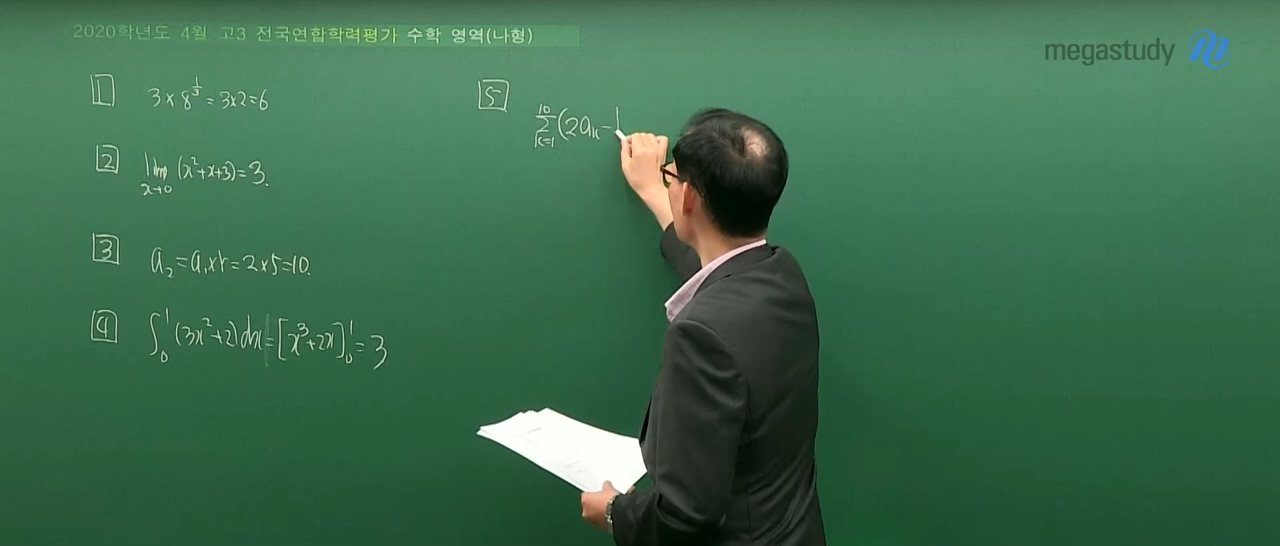 2020학년도 4월 고3 전국연합학력평가 수학 영역(나형)
megastudy
1 3×8^{1/3}=3×2=6
2 lim_{x→0} (x²+x+3)=3.
3 a₂=a₁×r=2×5=10.
4 ∫₀¹(3x²+2)dx=[x³+2x]₀¹=3
5 ∑_{k=1}^{10}(2aₖ-1